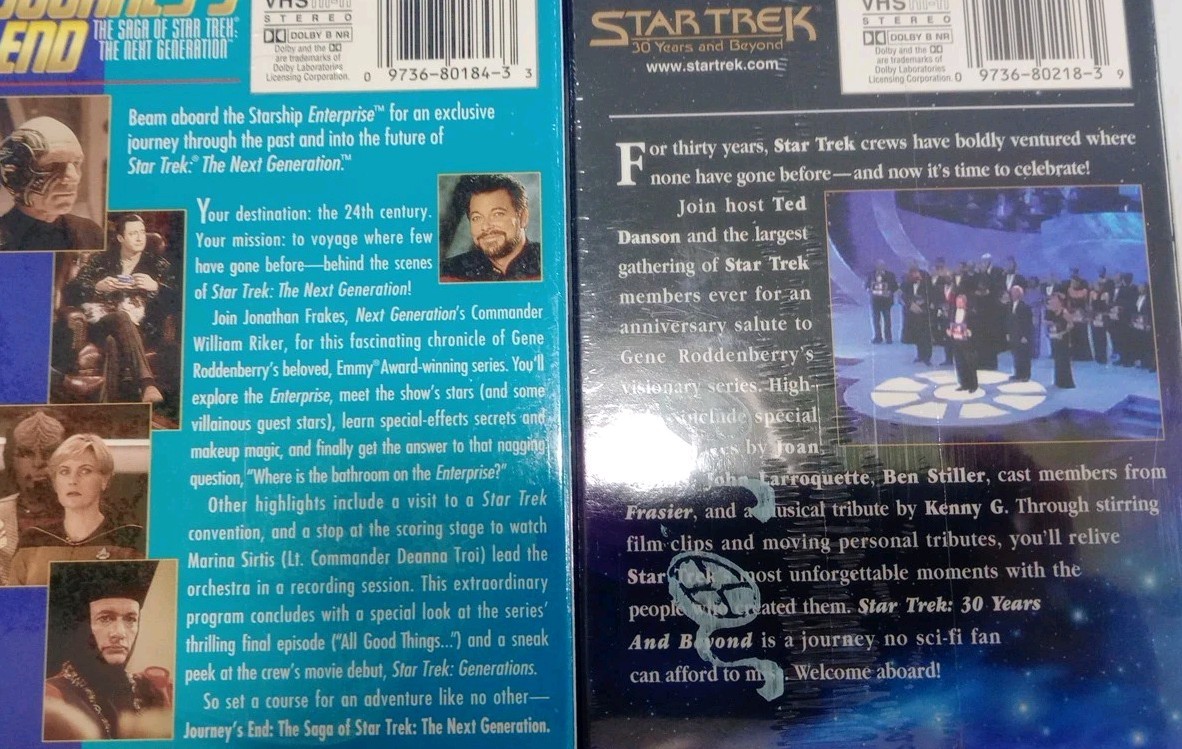 END THE SAGA OF STAR TREK:
THE NEXT GENERATION™
VHS
STEREO
DOLBY B NR
Dolby and the
are trademarks of
Dolby Laboratories
Licensing Corporation.
0 9736-80184-3 3
Beam aboard the Starship Enterprise™ for an exclusive
journey through the past and into the future of
Star Trek:® The Next Generation.™
Your destination: the 24th century.
Your mission: to voyage where few
have gone before—behind the scenes
of Star Trek: The Next Generation!
Join Jonathan Frakes, Next Generation's Commander
William Riker, for this fascinating chronicle of Gene
Roddenberry's beloved, Emmy® Award-winning series. You'll
explore the Enterprise, meet the show's stars (and some
villainous guest stars), learn special-effects secrets and
makeup magic, and finally get the answer to that nagging
question, "Where is the bathroom on the Enterprise?"
Other highlights include a visit to a Star Trek
convention, and a stop at the scoring stage to watch
Marina Sirtis (Lt. Commander Deanna Troi) lead the
orchestra in a recording session. This extraordinary
program concludes with a special look at the series'
thrilling final episode ("All Good Things...") and a sneak
peek at the crew's movie debut, Star Trek: Generations.
So set a course for an adventure like no other—
Journey's End: The Saga of Star Trek: The Next Generation.
STAR TREK
30 Years and Beyond
www.startrek.com
VHS
STEREO
DOLBY B NR
Dolby and the
are trademarks of
Dolby Laboratories
Licensing Corporation.
0 9736-80218-3 9
For thirty years, Star Trek crews have boldly ventured where
none have gone before—and now it's time to celebrate!
Join host Ted
Danson and the largest
gathering of Star Trek
members ever for an
anniversary salute to
Gene Roddenberry's
visionary series. High-
include special
by Joan
John Larroquette, Ben Stiller, cast members from
Frasier, and a musical tribute by Kenny G. Through stirring
film clips and moving personal tributes, you'll relive
Star Trek's most unforgettable moments with the
people who created them. Star Trek: 30 Years
And Beyond is a journey no sci-fi fan
can afford to . Welcome aboard!